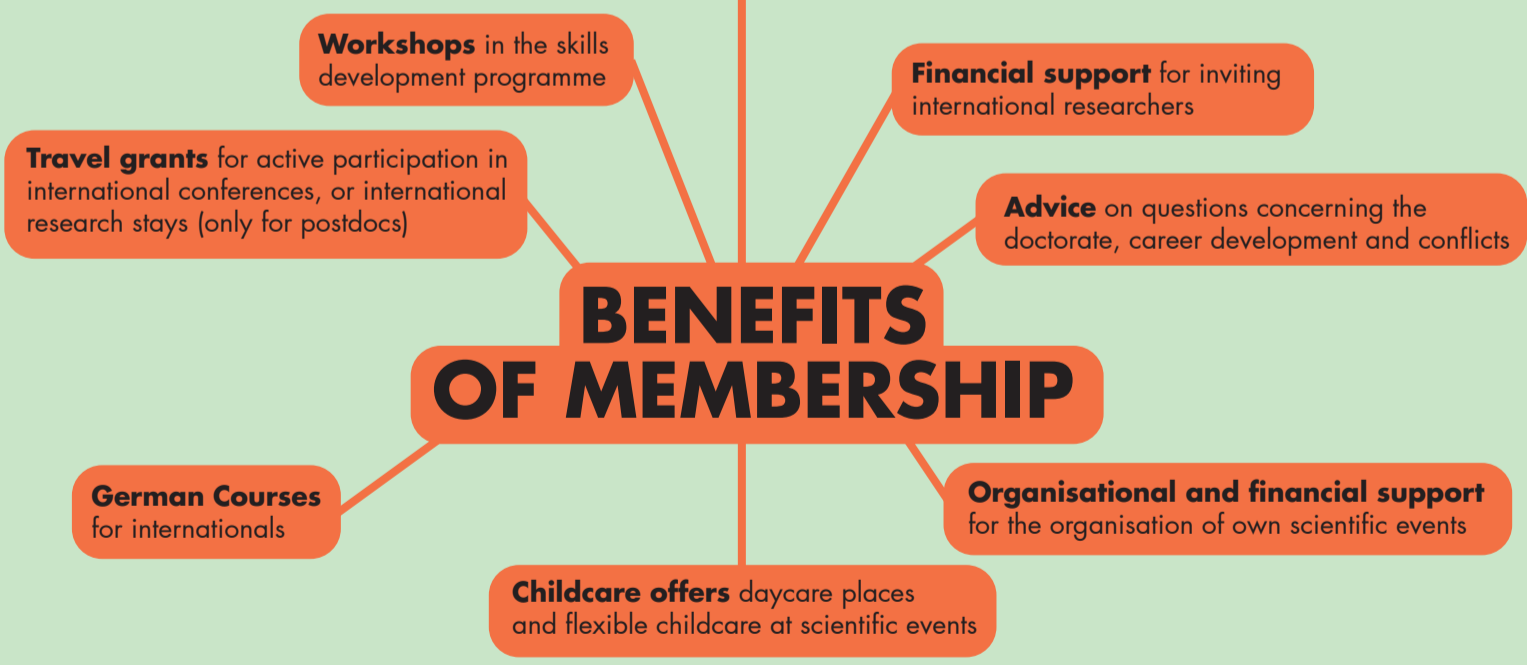 Workshops in the skills
development programme
Financial support for inviting
international researchers
Travel grants for active participation in
international conferences, or international
research stays (only for postdocs)
Advice on questions concerning the
doctorate, career development and conflicts
BENEFITS
OF MEMBERSHIP
German Courses
for internationals
Organisational and financial support
for the organisation of own scientific events
Childcare offers daycare places
and flexible childcare at scientific events